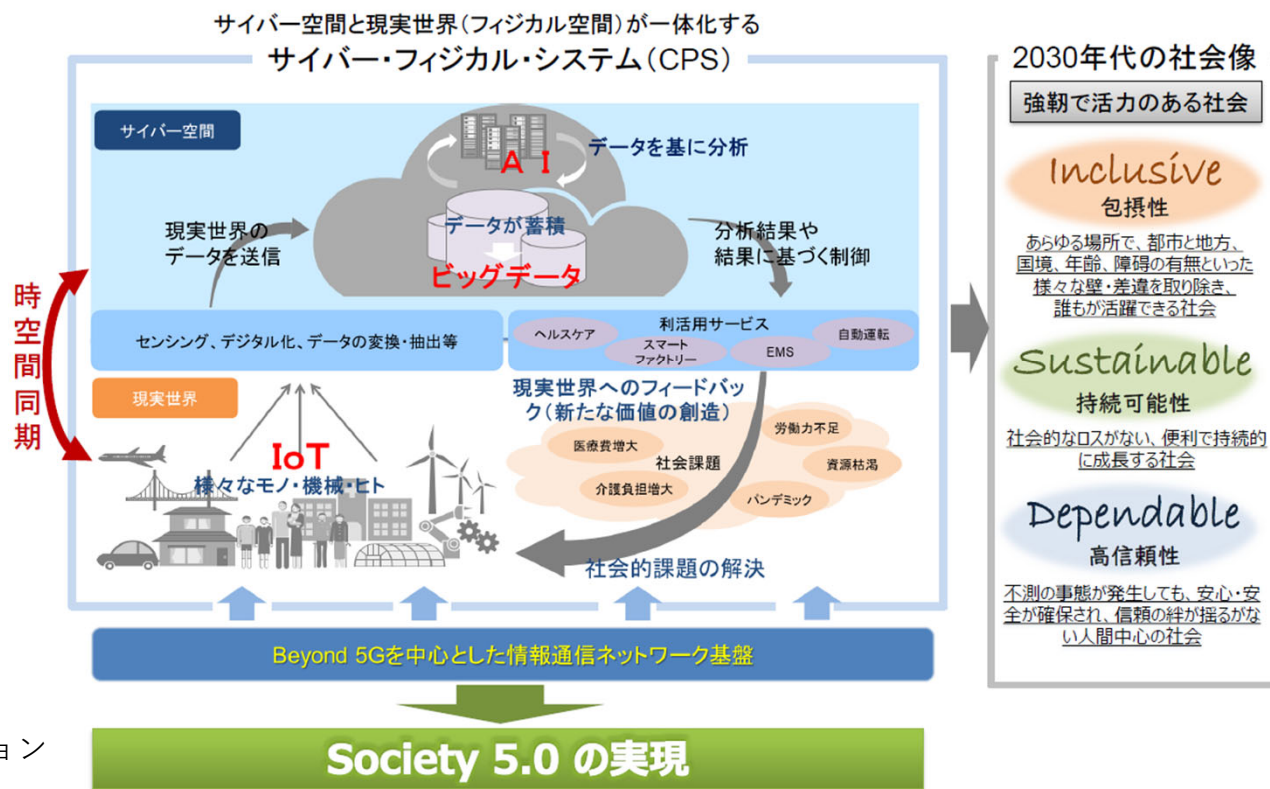 サイバー空間と現実世界(フィジカル空間)が一体化する
サイバー・フィジカル・システム(CPS)
サイバー空間
AI
データを基に分析
データが蓄積
ビッグデータ
現実世界の
データを送信
分析結果や
結果に基づく制御
時空間同期
センシング、デジタル化、データの変換・抽出等
利活用サービス
ヘルスケア
スマート
ファクトリー
EMS
自動運転
現実世界
IoT
様々なモノ・機械・ヒト
現実世界へのフィードバッ
ク(新たな価値の創造)
医療費増大
社会課題
介護負担増大
労働力不足
資源枯渇
パンデミック
社会的課題の解決
Beyond 5Gを中心とした情報通信ネットワーク基盤
ョン
Society 5.0 の実現
2030年代の社会像
強靭で活力のある社会
Inclusive
包摂性
あらゆる場所で、都市と地方、
国境、年齢、障碍の有無といった
様々な壁・差違を取り除き、
誰もが活躍できる社会
Sustainable
持続可能性
社会的なロスがない、便利で持続的
に成長する社会
Dependable
高信頼性
不測の事態が発生しても、安心・安
全が確保され、信頼の絆が揺るがな
い人間中心の社会